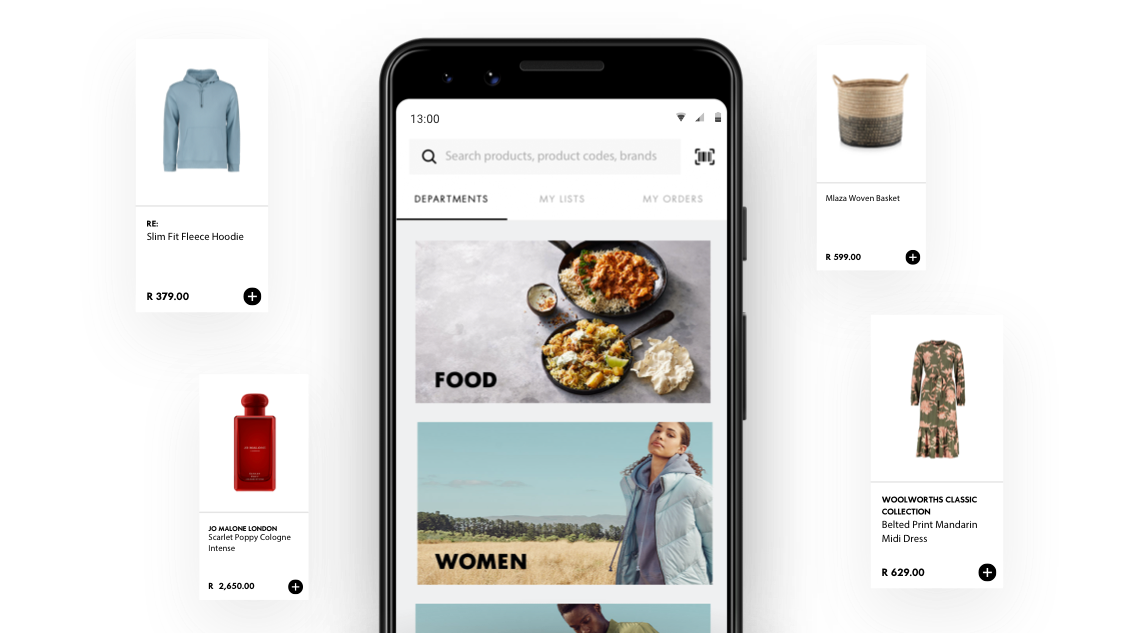 RE:
Slim Fit Fleece Hoodie
R 379.00
JO MALONE LONDON
Scarlet Poppy Cologne
Intense
R 2,650.00
13:00
Search products, product codes, brands
DEPARTMENTS
MY LISTS
MY ORDERS
FOOD
WOMEN
Mlaza Woven Basket
R 599.00
WOOLWORTHS CLASSIC
COLLECTION
Belted Print Mandarin
Midi Dress
R 629.00